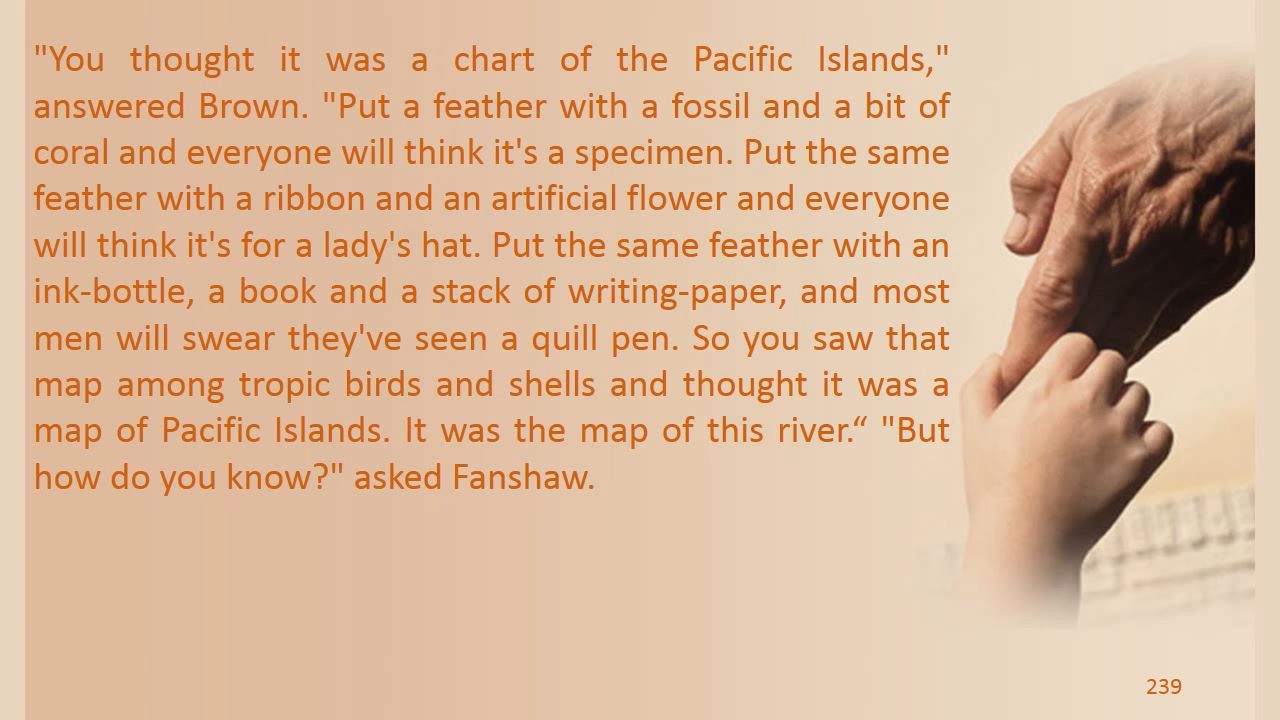 "You thought it was a chart of the Pacific Islands,"
answered Brown. "Put a feather with a fossil and a bit of
coral and everyone will think it's a specimen. Put the same
feather with a ribbon and an artificial flower and everyone
will think it's for a lady's hat. Put the same feather with an
ink-bottle, a book and a stack of writing-paper, and most
men will swear they've seen a quill pen. So you saw that
map among tropic birds and shells and thought it was a
map of Pacific Islands. It was the map of this river.“ "But
how do you know?" asked Fanshaw.
239